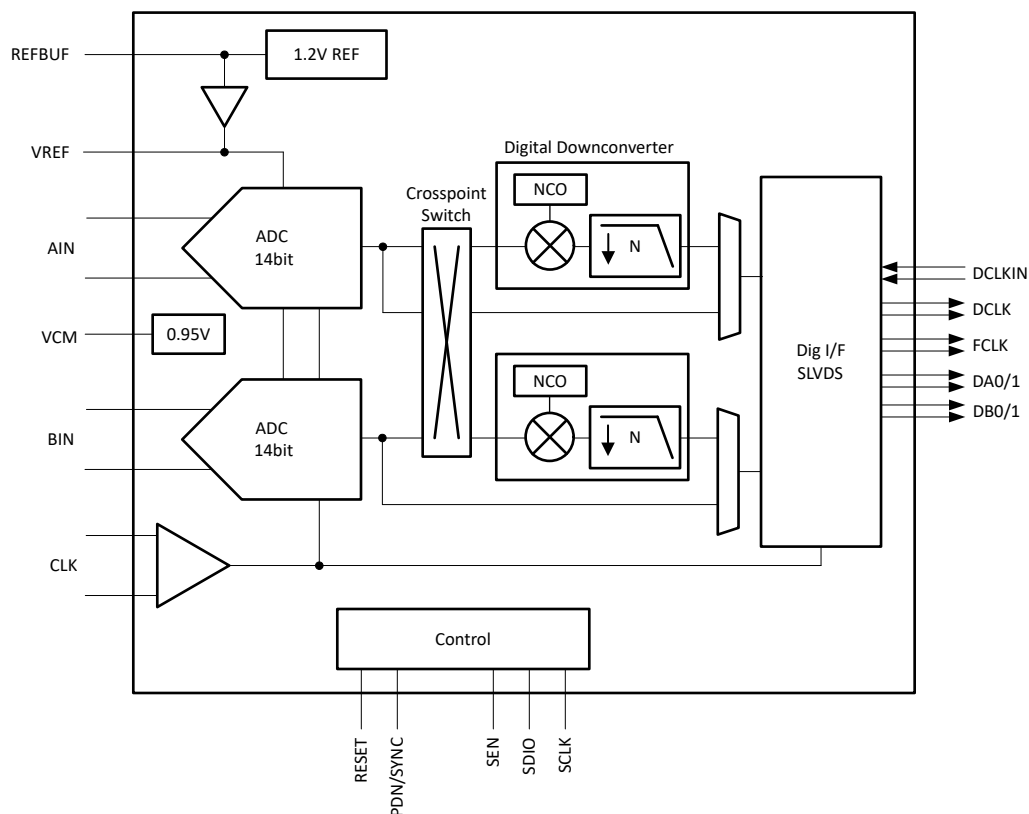 REFBUF
1.2V REF
VREF
Digital Downconverter
Crosspoint
Switch
NCO
ADC
14bit
N
AIN
DCLKIN
VCM
0.95V
DCLK
Dig I/F
SLVDS
FCLK
NCO
DA0/1
DB0/1
ADC
14bit
N
BIN
CLK
Control
RESET
PDN/SYNC
SEN
SDIO
SCLK